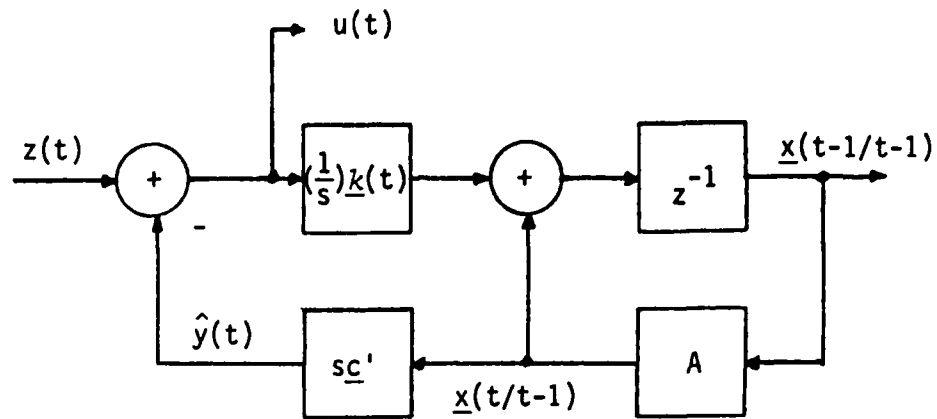 u(t)
z(t)
+
-
(1/s)k(t)
+
z⁻¹
x(t-1/t-1)
ŷ(t)
sc'
x(t/t-1)
A